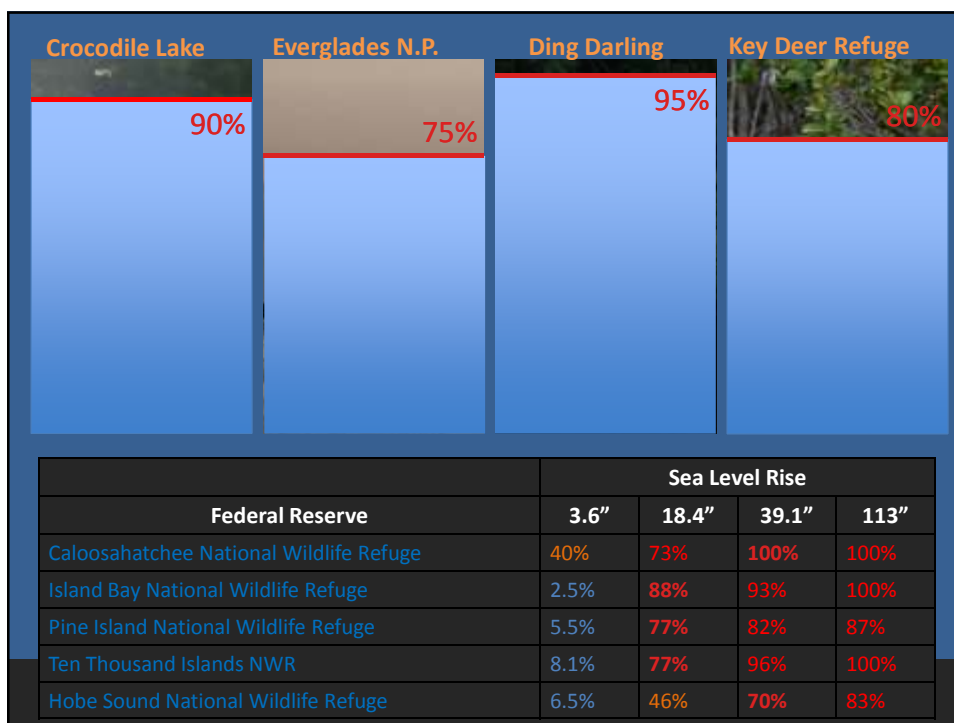 Crocodile Lake Everglades N.P. Ding Darling Key Deer Refuge
90% 75% 95% 80%
Sea Level Rise
Federal Reserve 3.6” 18.4” 39.1” 113”
Caloosahatchee National Wildlife Refuge 40% 73% 100% 100%
Island Bay National Wildlife Refuge 2.5% 88% 93% 100%
Pine Island National Wildlife Refuge 5.5% 77% 82% 87%
Ten Thousand Islands NWR 8.1% 77% 96% 100%
Hobe Sound National Wildlife Refuge 6.5% 46% 70% 83%